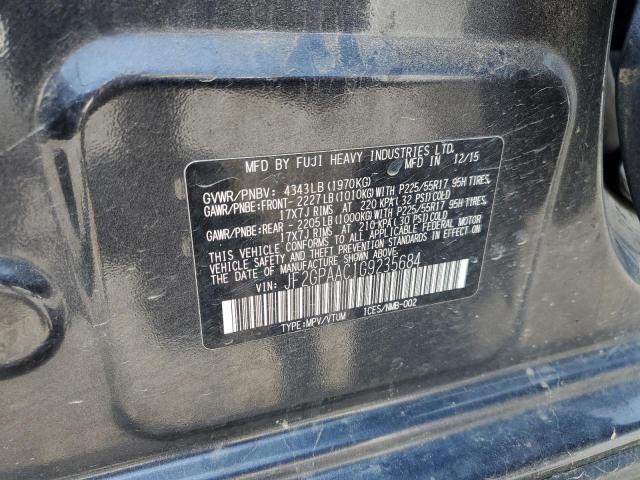 MFD BY FUJI HEAVY INDUSTRIES LTD.
MFD IN 12/15
GVWR/PNBV: 4343LB (1970KG)
GAWR/PNBE:FRONT- 2227LB (1010KG)WITH P225/55R17 95H TIRES,
17X7J RIMS AT 220 KPA ( 32 PSI) COLD
GAWR/PNBE:REAR - 2205LB (1000KG)WITH P225/55R17 95H TIRES,
17X7J RIMS AT 210 KPA ( 30 PSI) COLD
THIS VEHICLE CONFORMS TO ALL APPLICABLE FEDERAL MOTOR
VEHICLE SAFETY AND THEFT PREVENTION STANDARDS IN EFFECT
ON THE DATE OF MANUFACTURE SHOWN ABOVE.
VIN: JF2GPAAC1G9235684
TYPE:MPV/VTUM ICES/NMB-002